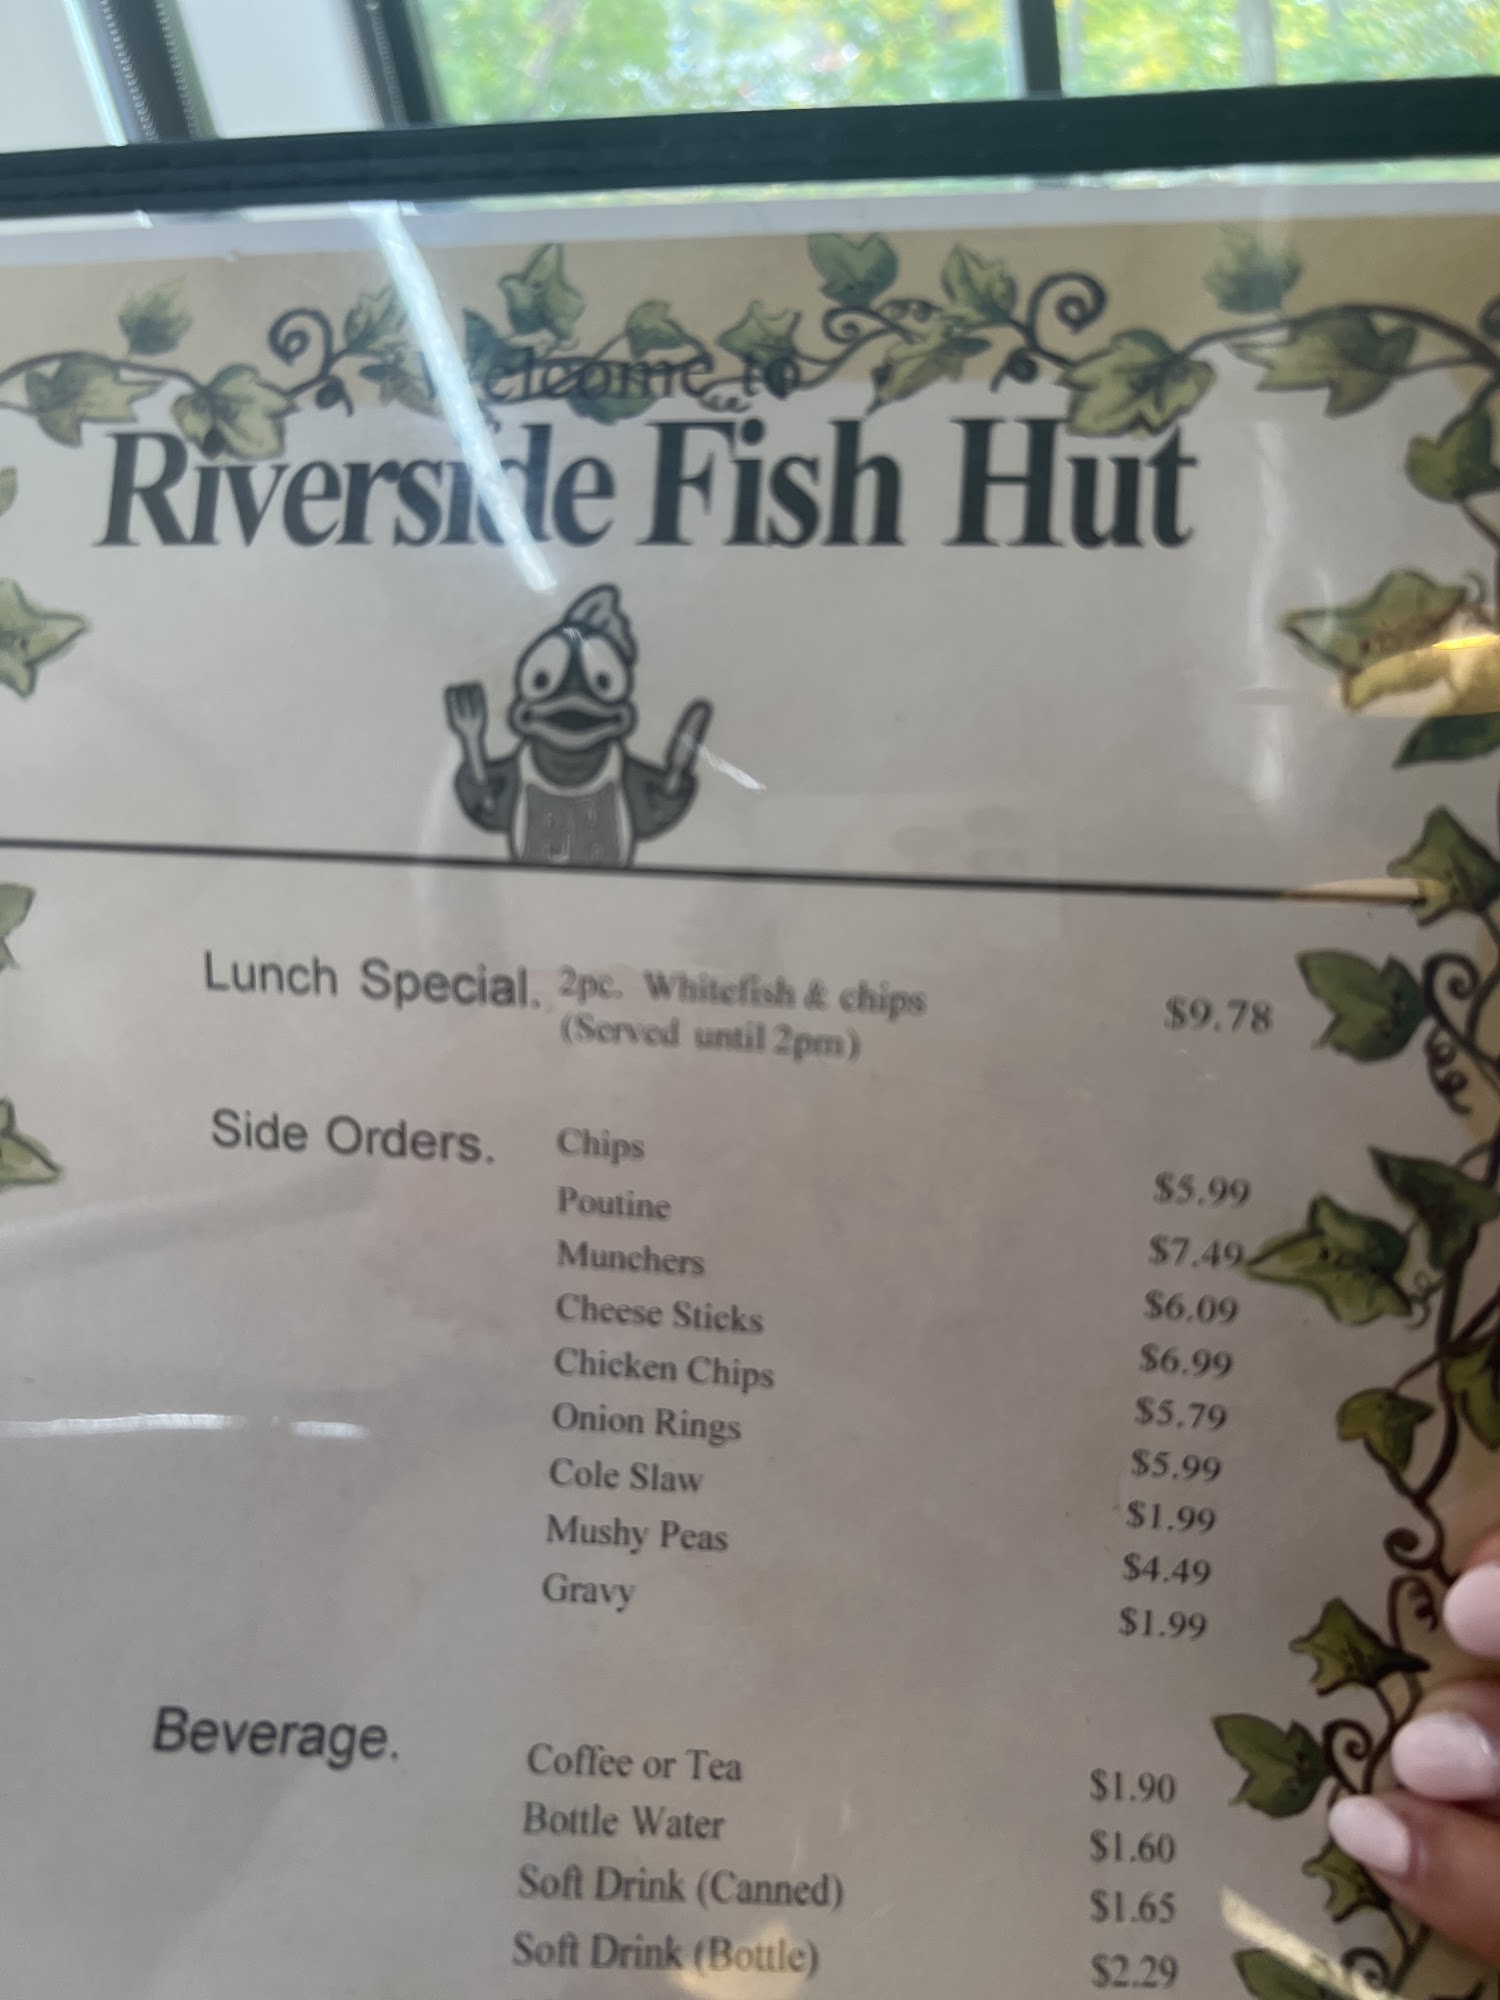 Welcome to
Riverside Fish Hut
Lunch Special. 2pc. Whitefish & chips $9.78
(Served until 2pm)
Side Orders. Chips $5.99
Poutine $7.49
Munchers $6.09
Cheese Sticks $6.99
Chicken Chips $5.79
Onion Rings $5.99
Cole Slaw $1.99
Mushy Peas $4.49
Gravy $1.99
Beverage. Coffee or Tea $1.90
Bottle Water $1.60
Soft Drink (Canned) $1.65
Soft Drink (Bottle) $2.29